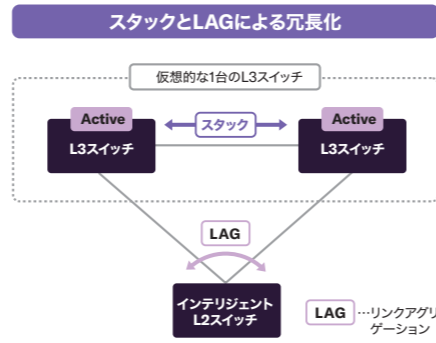 スタックとLAGによる冗長化
仮想的な1台のL3スイッチ
Active
Active
スタック
L3スイッチ
L3スイッチ
LAG
インテリジェント
L2スイッチ
LAG …リンクアグリ
ゲーション